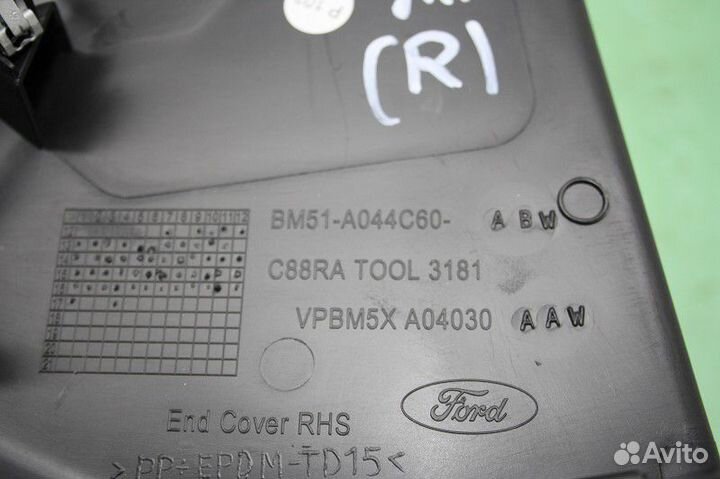 (R)
BM51-A044C60- ABW
C88RA TOOL 3181
VPBM5X A04030 AAW
End Cover RHS
Ford
>PP+EPDM-TD15<
Avito